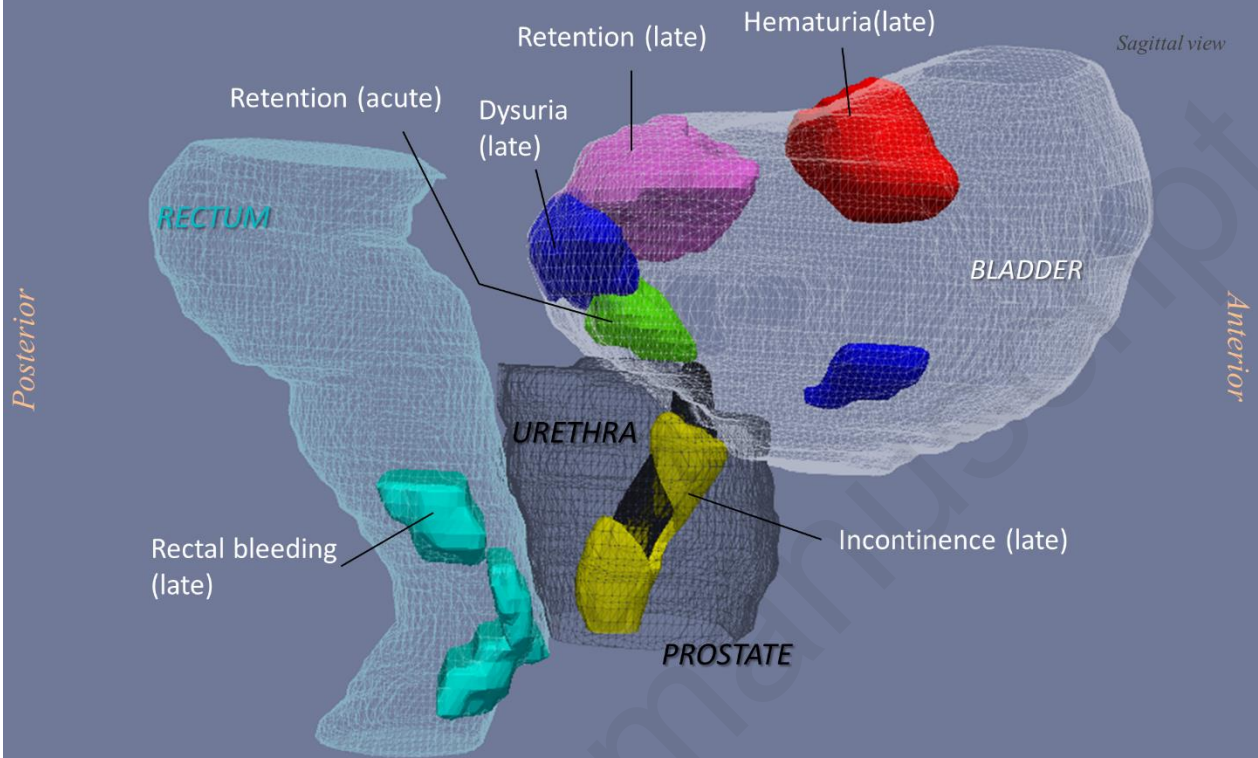 Hematuria(late)
Retention (late)
Sagittal view
Retention (acute)
Dysuria
(late)
RECTUM
BLADDER
Posterior
Anterior
URETHRA
Rectal bleeding
(late)
Incontinence (late)
PROSTATE
manuscript